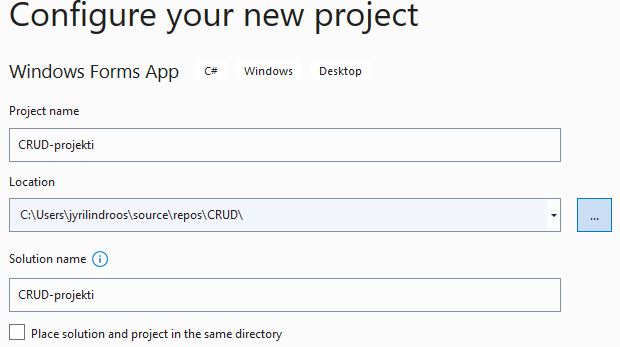 Configure your new project
Windows Forms App C# Windows Desktop
Project name
CRUD-projekti
Location
C:\Users\jyrilindroos\source\repos\CRUD\
...
Solution name
CRUD-projekti
Place solution and project in the same directory